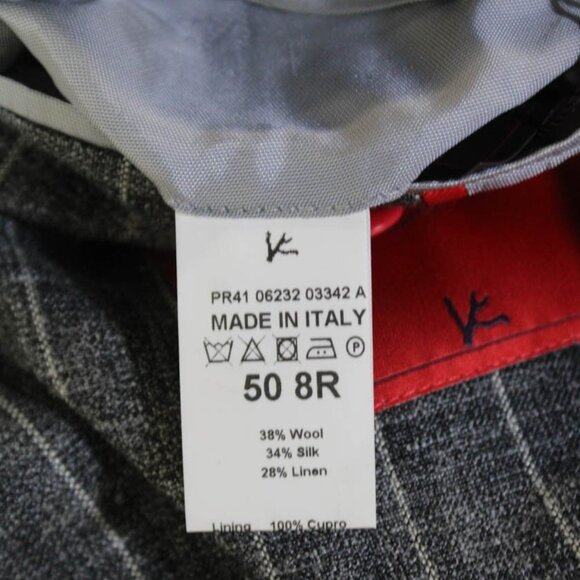 PR41 06232 03342 A
MADE IN ITALY
P
50 8R
38% Wool
34% Silk
28% Linen
Lining 100% Cupro